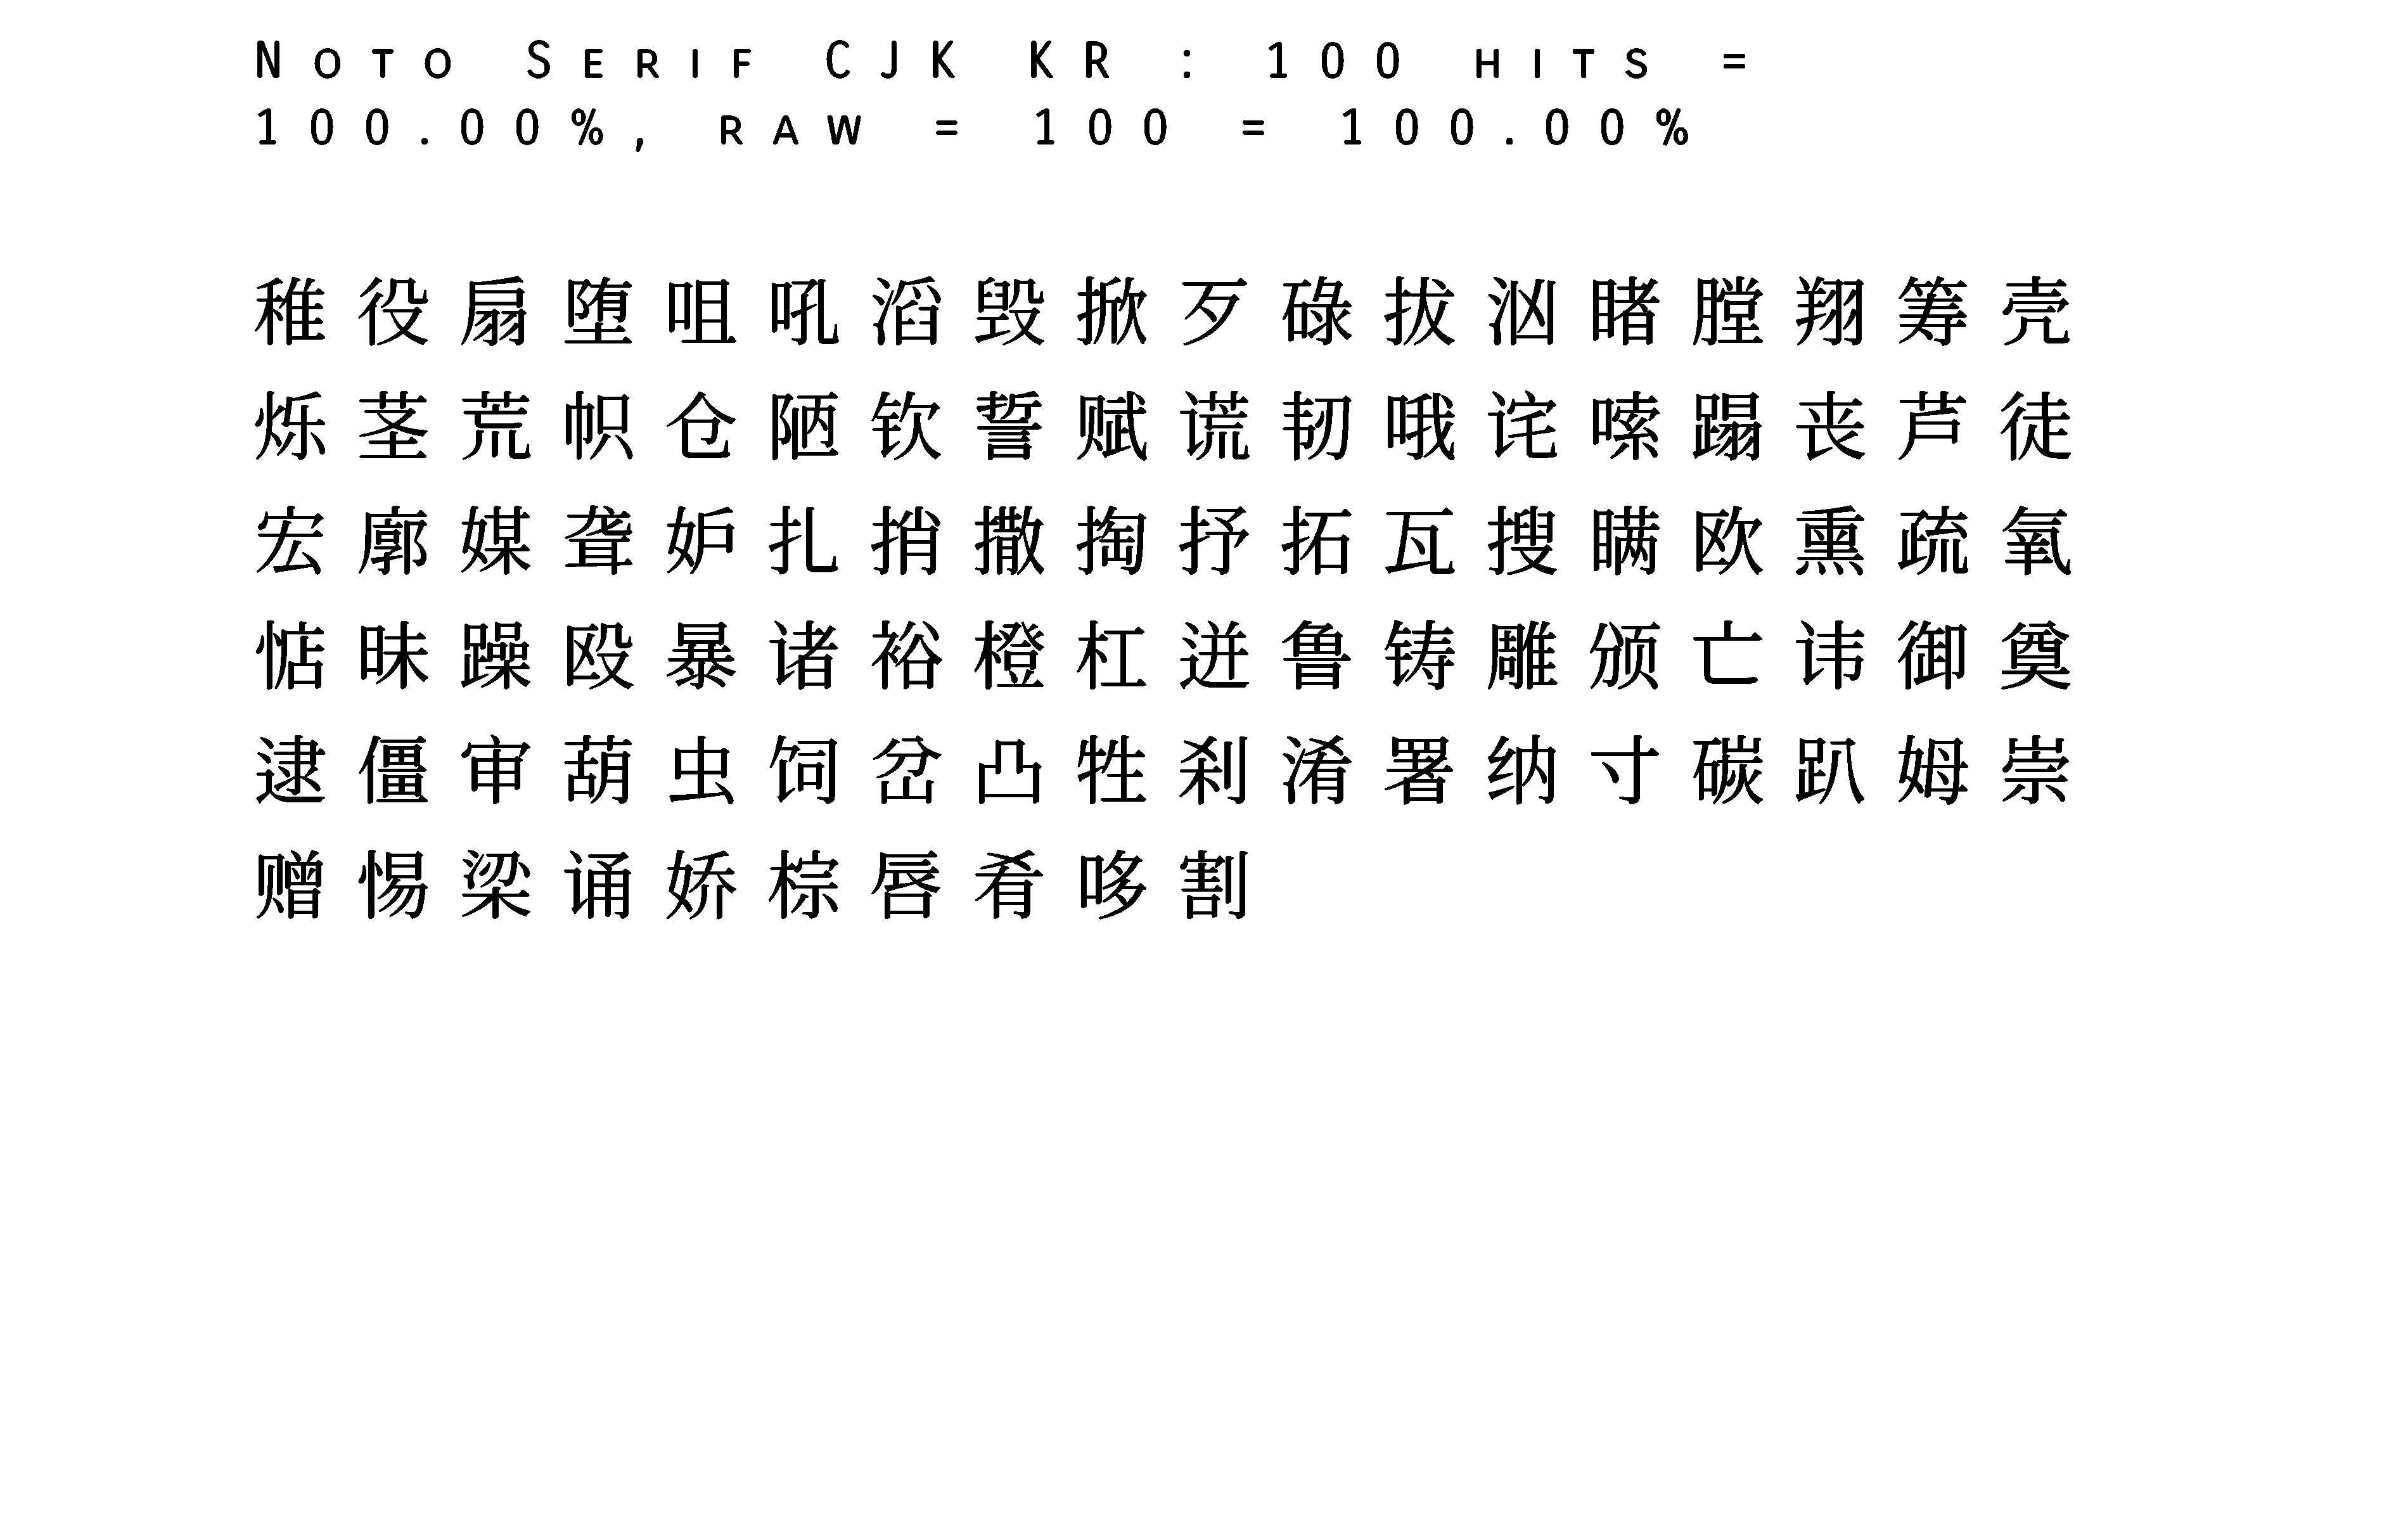 Noto Serif CJK KR : 100 hits =
100.00%, raw = 100 = 100.00%
稚役扇堕咀吼滔毁掀歹碌拔汹睹膛翔筹壳
烁茎荒帜仓陋钦誓赋谎韧哦诧嗦蹋丧芦徒
宏廓媒聋妒扎捎撒掏抒拓瓦搜瞒欧熏疏氧
惦昧躁殴暴诸裕橙杠迸鲁铸雕颁亡讳御奠
逮僵审葫虫饲岔凸牲刹淆署纳寸碳趴姆崇
赠惕梁诵娇棕唇肴哆割